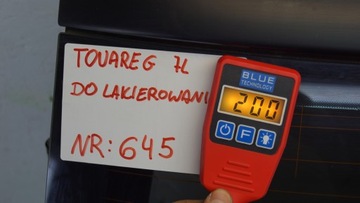 TOUAREG 7L
DO LAKIEROWANI
NR: 645
BLUE
TECHNOLOGY
200
F